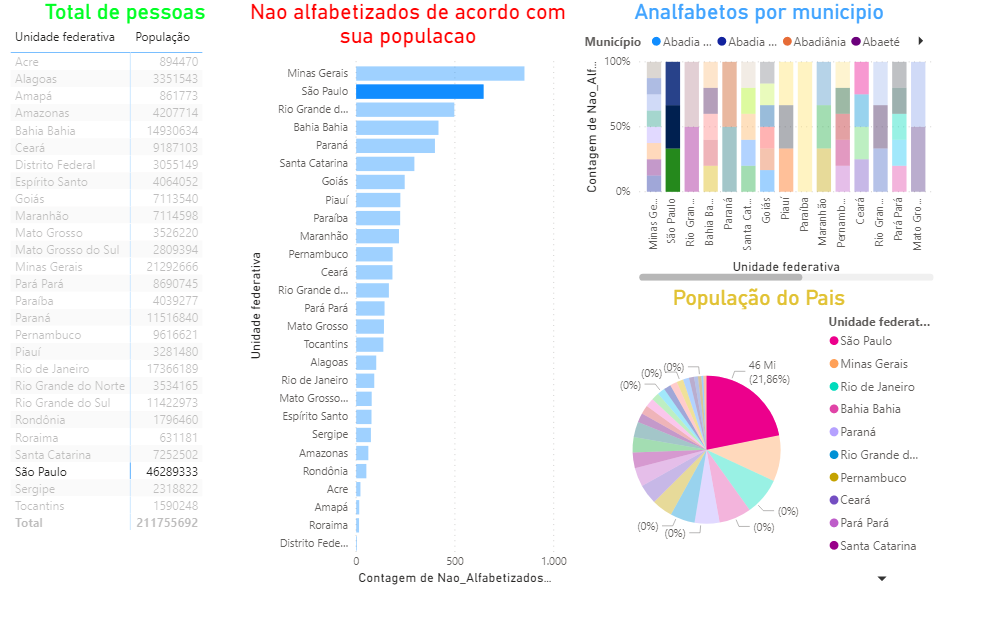 Total de pessoas
Unidade federativa População
Acre 894470
Alagoas 3351543
Amapá 861773
Amazonas 4207714
Bahia Bahia 14930634
Ceará 9187103
Distrito Federal 3055149
Espírito Santo 4064052
Goiás 7113540
Maranhão 7114598
Mato Grosso 3526220
Mato Grosso do Sul 2809394
Minas Gerais 21292666
Pará Pará 8690745
Paraíba 4039277
Paraná 11516840
Pernambuco 9616621
Piauí 3281480
Rio de Janeiro 17366189
Rio Grande do Norte 3534165
Rio Grande do Sul 11422973
Rondônia 1796460
Roraima 631181
Santa Catarina 7252502
São Paulo 46289333
Sergipe 2318822
Tocantins 1590248
Total 211755692
Nao alfabetizados de acordo com
sua populacao
Unidade federativa
Minas Gerais
São Paulo
Rio Grande d...
Bahia Bahia
Paraná
Santa Catarina
Goiás
Piauí
Paraíba
Maranhão
Pernambuco
Ceará
Rio Grande d...
Pará Pará
Mato Grosso
Tocantins
Alagoas
Rio de Janeiro
Mato Grosso...
Espírito Santo
Sergipe
Amazonas
Rondônia
Acre
Amapá
Roraima
Distrito Fede...
0 500 1.000
Contagem de Nao_Alfabetizados...
Analfabetos por municipio
Município Abadia ... Abadia ... Abadiânia Abaeté
Contagem de Nao_Alf...
100%
50%
0%
Minas Ge...
São Paulo
Rio Gran...
Bahia Ba...
Paraná
Santa Cat...
Goiás
Piauí
Paraíba
Maranhão
Pernamb...
Ceará
Rio Gran...
Pará Pará
Mato Gro...
Unidade federativa
População do Pais
46 Mi
(21,86%)
(0%)
(0%)
(0%)
(0%)
(0%)
(0%)
(0%)
Unidade federat...
São Paulo
Minas Gerais
Rio de Janeiro
Bahia Bahia
Paraná
Rio Grande d...
Pernambuco
Ceará
Pará Pará
Santa Catarina